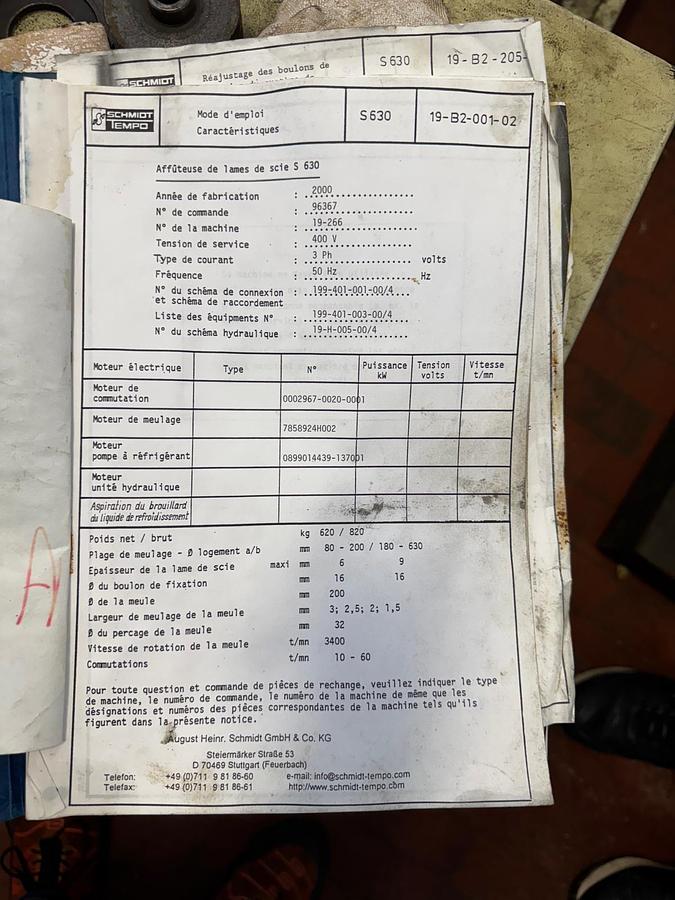 SCHMIDT
Réajustage des boulons de
S630
19-B2-205-
SCHMIDT
TEMPO
Mode d'emploi
Caractéristiques
S630
19-B2-001-02
Affûteuse de lames de scie S 630
Année de fabrication : 2000
N° de commande : 96367
N° de la machine : 19-266
Tension de service : 400 V
Type de courant : 3 Ph volts
Fréquence : 50 Hz Hz
N° du schéma de connexion : 199-401-001-00/4
et schéma de raccordement
Liste des équipments N° : 199-401-003-00/4
N° du schéma hydraulique : 19-H-005-00/4
Moteur électrique Type N° Puissance kW Tension volts Vitesse t/mn
Moteur de
commutation 0002967-0020-0001
Moteur de meulage 7858924H002
Moteur
pompe à réfrigérant 0899014439-137001
Moteur
unité hydraulique
Aspiration du brouillard
du liquide de refroidissement
Poids net / brut kg 620 / 820
Plage de meulage - Ø logement a/b mm 80 - 200 / 180 - 630
Epaisseur de la lame de scie maxi mm 6 9
Ø du boulon de fixation mm 16 16
Ø de la meule mm 200
Largeur de meulage de la meule mm 3; 2,5; 2; 1,5
Ø du percage de la meule mm 32
Vitesse de rotation de la meule t/mn 3400
Commutations t/mn 10 - 60
Pour toute question et commande de pièces de rechange, veuillez indiquer le type
de machine, le numéro de commande, le numéro de la machine de même que les
désignations et numéros des pièces correspondantes de la machine tels qu'ils
figurent dans la présente notice.
August Heinr. Schmidt GmbH & Co. KG
Steiermärker Straße 53
D 70469 Stuttgart (Feuerbach)
Telefon: +49 (0)711 9 81 86-60 e-mail: info@schmidt-tempo.com
Telefax: +49 (0)711 9 81 86-61 http://www.schmidt-tempo.com